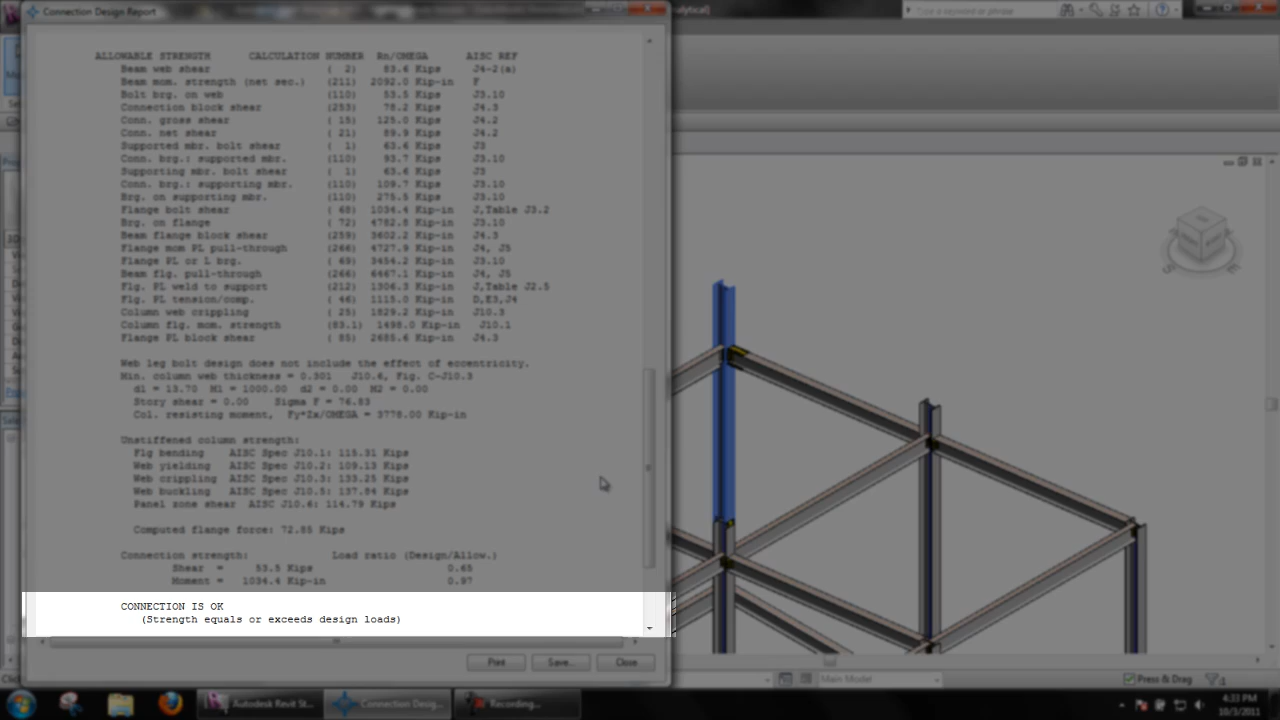 Connection Design Report
Type a keyword or phrase
ALLOWABLE STRENGTH CALCULATION NUMBER Rn/OMEGA AISC REF
Beam web shear ( 2) 83.6 Kips J4-2(a)
Beam mom. strength (net sec.) (211) 2092.0 Kip-in F
Bolt brg. on web (110) 53.5 Kips J3.10
Connection block shear (253) 78.2 Kips J4.3
Conn. gross shear ( 15) 125.0 Kips J4.2
Conn. net shear ( 21) 89.9 Kips J4.2
Supported mbr. bolt shear ( 1) 63.6 Kips J3
Conn. brg.: supported mbr. (110) 93.7 Kips J3.10
Supporting mbr. bolt shear ( 1) 63.6 Kips J3
Conn. brg.: supporting mbr. (110) 109.7 Kips J3.10
Brg. on supporting mbr. (110) 275.5 Kips J3.10
Flange bolt shear ( 68) 1034.4 Kip-in J,Table J3.2
Brg. on flange ( 72) 4782.8 Kip-in J3.10
Beam flange block shear (259) 3602.2 Kip-in J4.3
Flange mom PL pull-through (266) 4727.9 Kip-in J4, J5
Flange PL or L brg. ( 69) 3454.2 Kip-in J3.10
Beam flg. pull-through (266) 6467.1 Kip-in J4, J5
Flg. PL weld to support (212) 1306.3 Kip-in J,Table J2.5
Flg. PL tension/comp. ( 46) 1115.0 Kip-in D,E3,J4
Column web crippling ( 25) 1829.2 Kip-in J10.3
Column flg. mom. strength (83.1) 1498.0 Kip-in J10.1
Flange PL block shear ( 85) 2685.6 Kip-in J4.3
Web leg bolt design does not include the effect of eccentricity.
Min. column web thickness = 0.301 J10.6, Fig. C-J10.3
d1 = 13.70 M1 = 1000.00 d2 = 0.00 M2 = 0.00
Story shear = 0.00 Sigma F = 76.83
Col. resisting moment, Fy*Zx/OMEGA = 3778.00 Kip-in
Unstiffened column strength:
Flg bending AISC Spec J10.1: 115.31 Kips
Web yielding AISC Spec J10.2: 109.13 Kips
Web crippling AISC Spec J10.3: 133.25 Kips
Web buckling AISC Spec J10.5: 137.84 Kips
Panel zone shear AISC J10.6: 114.79 Kips
Computed flange force: 72.85 Kips
Connection strength: Load ratio (Design/Allow.)
Shear = 53.5 Kips 0.65
Moment = 1034.4 Kip-in 0.97
CONNECTION IS OK
(Strength equals or exceeds design loads)
Print Save... Close
Main Model
Press & Drag
Autodesk Revit St...
Connection Desig...
Recording...
4:33 PM
10/3/2011